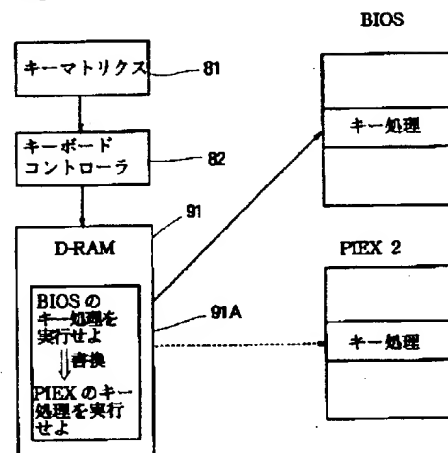 BIOS
キーマトリクス
81
キー処理
キーボード
コントローラ
82
91
D-RAM
PIEX 2
BIOSの
キー処理を
実行せよ
91A
キー処理
書換
PIEXのキー
処理を実行
せよ